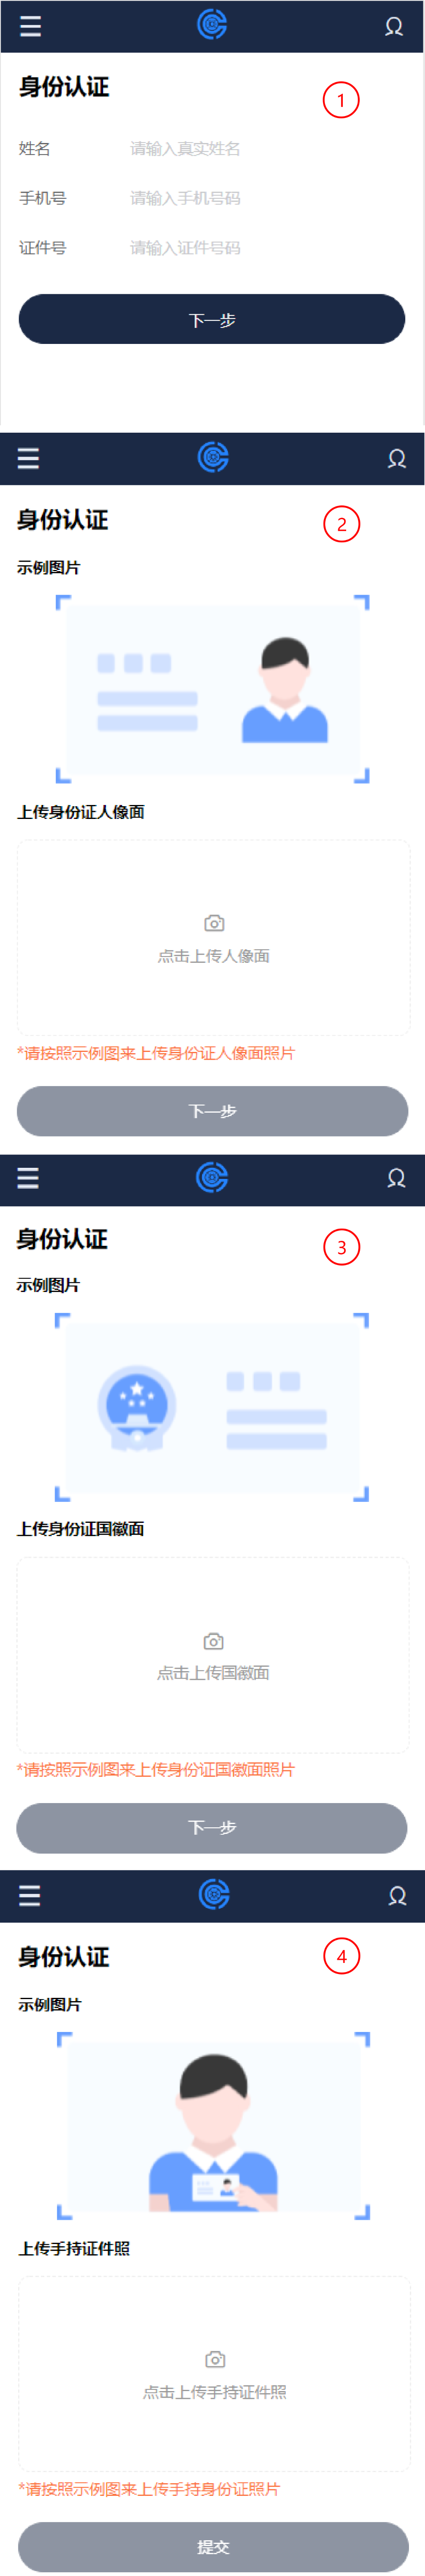 身份认证
1
姓名 请输入真实姓名
手机号 请输入手机号码
证件号 请输入证件号码
下一步
身份认证
2
示例图片
上传身份证人像面
点击上传人像面
*请按照示例图来上传身份证人像面照片
下一步
身份认证
3
示例图片
上传身份证国徽面
点击上传国徽面
*请按照示例图来上传身份证国徽面照片
下一步
身份认证
4
示例图片
上传手持证件照
点击上传手持证件照
*请按照示例图来上传手持身份证照片
提交